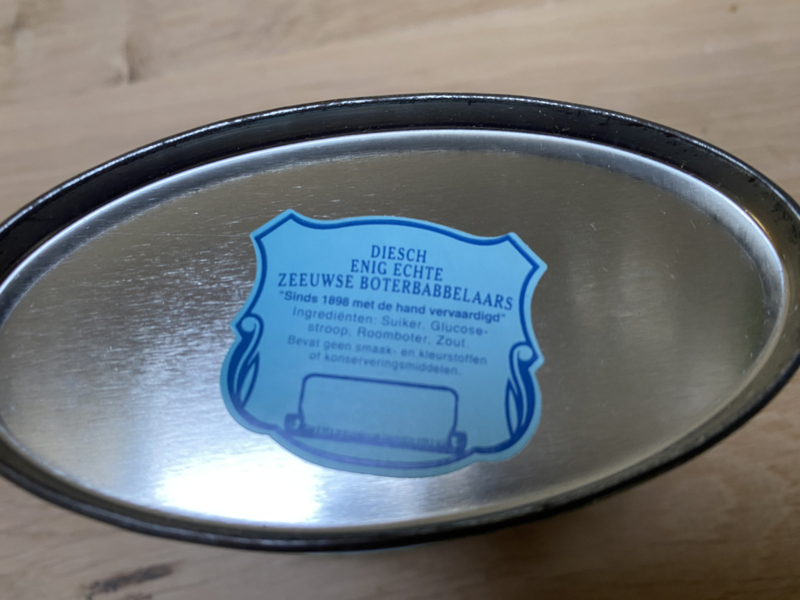 DIESCH
ENIG ECHTE
ZEEUWSE BOTERBABBELAARS
"Sinds 1898 met de hand vervaardigd"
Ingrediënten: Suiker, Glucose-
stroop, Roomboter, Zout.
Bevat geen smaak- en kleurstoffen
of konserveringsmiddelen.